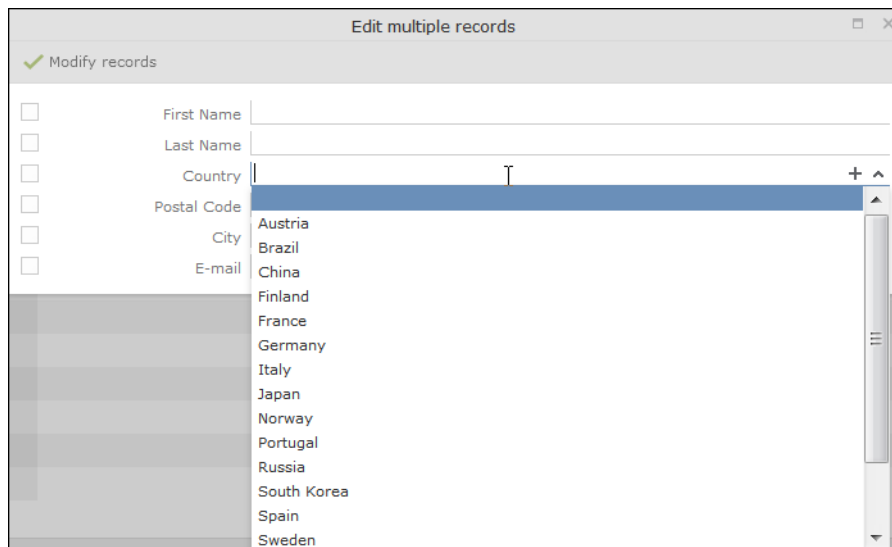 Edit multiple records
Modify records
First Name
Last Name
Country
Postal Code
City
E-mail
Austria
Brazil
China
Finland
France
Germany
Italy
Japan
Norway
Portugal
Russia
South Korea
Spain
Sweden